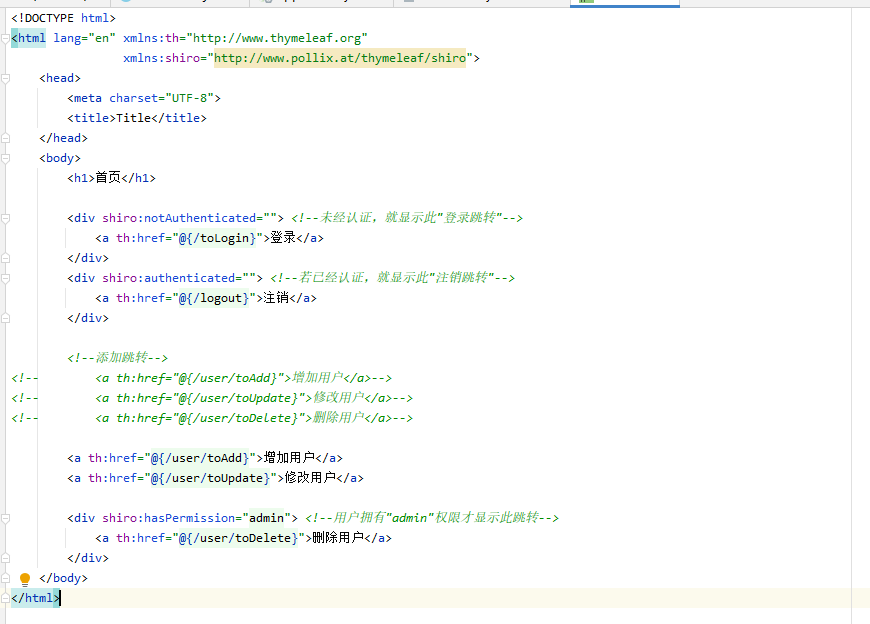 <!DOCTYPE html>
<html lang="en" xmlns:th="http://www.thymeleaf.org"
                xmlns:shiro="http://www.pollix.at/thymeleaf/shiro">
    <head>
        <meta charset="UTF-8">
        <title>Title</title>
    </head>
    <body>
        <h1>首页</h1>
        <div shiro:notAuthenticated=""> <!--未经认证，就显示此"登录跳转"-->
            <a th:href="@{/toLogin}">登录</a>
        </div>
        <div shiro:authenticated=""> <!--若已经认证，就显示此"注销跳转"-->
            <a th:href="@{/logout}">注销</a>
        </div>
        <!--添加跳转-->
<!--        <a th:href="@{/user/toAdd}">增加用户</a>-->
<!--        <a th:href="@{/user/toUpdate}">修改用户</a>-->
<!--        <a th:href="@{/user/toDelete}">删除用户</a>-->
        <a th:href="@{/user/toAdd}">增加用户</a>
        <a th:href="@{/user/toUpdate}">修改用户</a>
        <div shiro:hasPermission="admin"> <!--用户拥有"admin"权限才显示此跳转-->
            <a th:href="@{/user/toDelete}">删除用户</a>
        </div>
    </body>
</html>